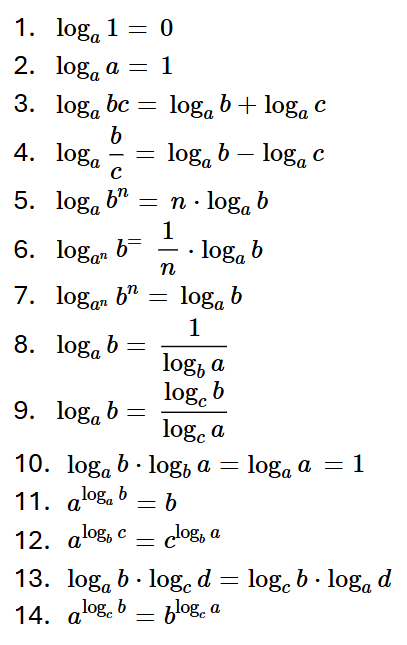 1. logₐ 1 = 0
2. logₐ a = 1
3. logₐ bc = logₐ b + logₐ c
4. logₐ b/c = logₐ b − logₐ c
5. logₐ bⁿ = n · logₐ b
6. log_{aⁿ} b⁼ 1/n · logₐ b
7. log_{aⁿ} bⁿ = logₐ b
8. logₐ b = 1/log_b a
9. logₐ b = log_c b/log_c a
10. logₐ b · log_b a = logₐ a = 1
11. a^{logₐ b} = b
12. a^{log_b c} = c^{log_b a}
13. logₐ b · log_c d = log_c b · logₐ d
14. a^{log_c b} = b^{log_c a}